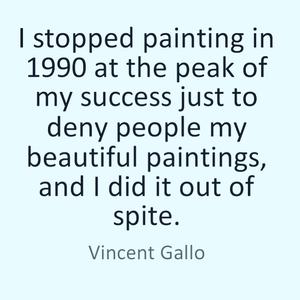 I stopped painting in
1990 at the peak of
my success just to
deny people my
beautiful paintings,
and I did it out of
spite.
Vincent Gallo